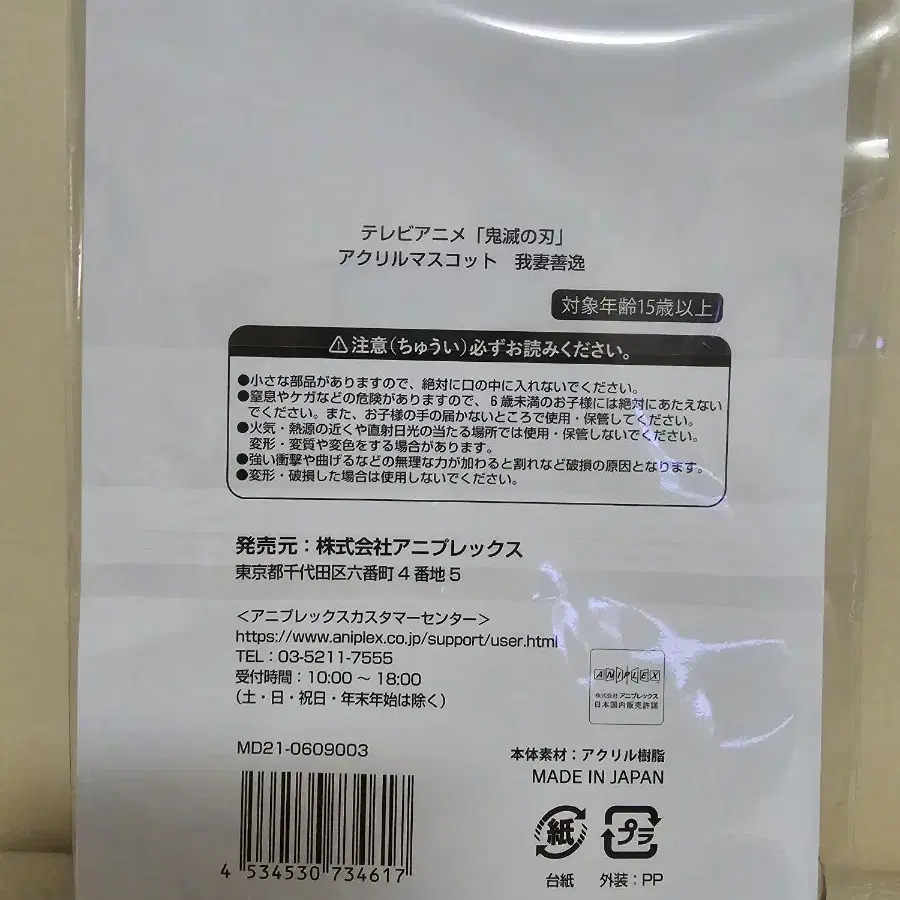 テレビアニメ「鬼滅の刃」
アクリルマスコット　我妻善逸
対象年齢15歳以上
⚠注意(ちゅうい)必ずお読みください。
●小さな部品がありますので、絶対に口の中に入れないでください。
●窒息やケガなどの危険がありますので、6歳未満のお子様には絶対にあたえない
でください。また、お子様の手の届かないところで使用・保管してください。
●火気・熱源の近くや直射日光の当たる場所では使用・保管しないでください。
変形・変質や変色をする場合があります。
●強い衝撃や曲げるなどの無理な力が加わると割れなど破損の原因となります。
●変形・破損した場合は使用しないでください。
発売元：株式会社アニプレックス
東京都千代田区六番町4番地5
＜アニプレックスカスタマーセンター＞
https://www.aniplex.co.jp/support/user.html
TEL：03-5211-7555
受付時間：10:00～18:00
(土・日・祝日・年末年始は除く)
ANIPLEX
株式会社アニプレックス
日本国内販売許諾
MD21-0609003
本体素材：アクリル樹脂
MADE IN JAPAN
4 534530 734617
紙
プラ
台紙
外装：PP